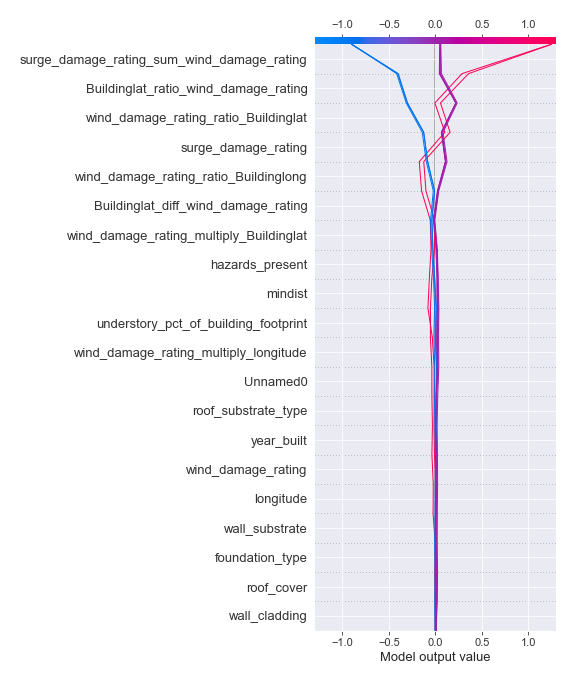 −1.0 −0.5 0.0 0.5 1.0
surge_damage_rating_sum_wind_damage_rating
Buildinglat_ratio_wind_damage_rating
wind_damage_rating_ratio_Buildinglat
surge_damage_rating
wind_damage_rating_ratio_Buildinglong
Buildinglat_diff_wind_damage_rating
wind_damage_rating_multiply_Buildinglat
hazards_present
mindist
understory_pct_of_building_footprint
wind_damage_rating_multiply_longitude
Unnamed0
roof_substrate_type
year_built
wind_damage_rating
longitude
wall_substrate
foundation_type
roof_cover
wall_cladding
−1.0 −0.5 0.0 0.5 1.0
Model output value